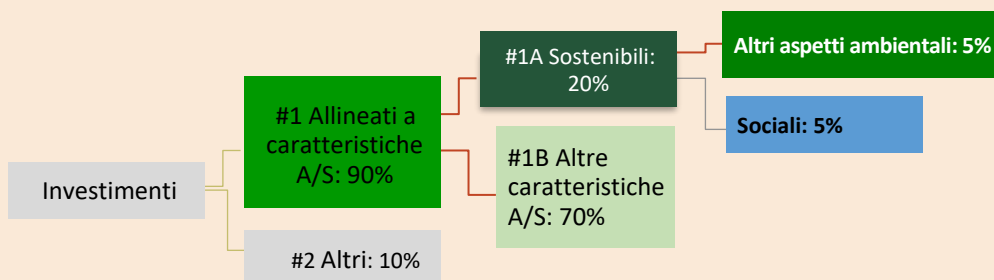 Investimenti
#1 Allineati a
caratteristiche
A/S: 90%
#2 Altri: 10%
#1A Sostenibili:
20%
#1B Altre
caratteristiche
A/S: 70%
Altri aspetti ambientali: 5%
Sociali: 5%